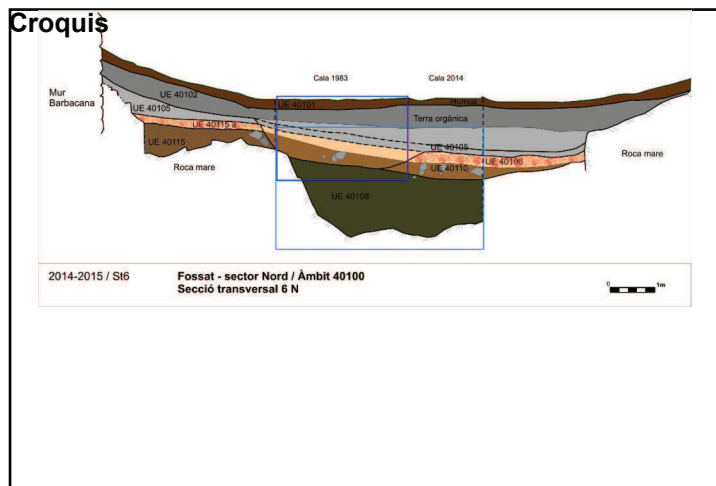 Croquis
Cala 1983
Cala 2014
Mur
Barbacana
UE 40102
UE 40101
Humus
UE 40105
Terra orgànica
UE 40115 a
UE 40115
UE 40105
UE 40106
Roca mare
Roca mare
UE 40110
UE 40108
2014-2015 / St6
Fossat - sector Nord / Àmbit 40100
Secció transversal 6 N
0
1m